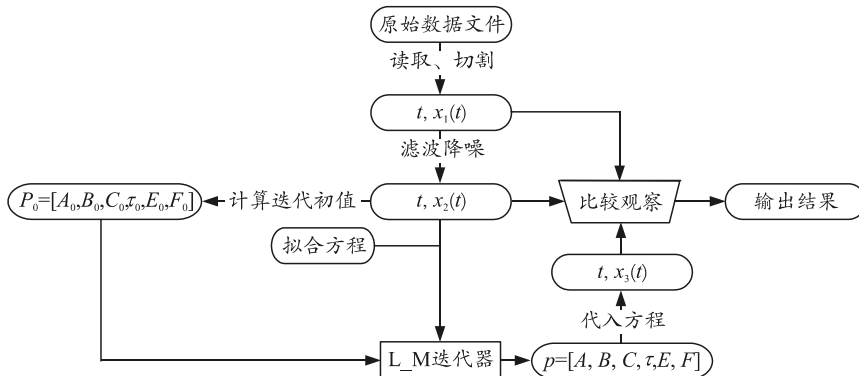 原始数据文件
读取、切割
t, x₁(t)
滤波降噪
P₀=[A₀,B₀,C₀,τ₀,E₀,F₀]
计算迭代初值
t, x₂(t)
比较观察
输出结果
拟合方程
t, x₃(t)
代入方程
L_M迭代器
p=[A, B, C, τ,E, F]